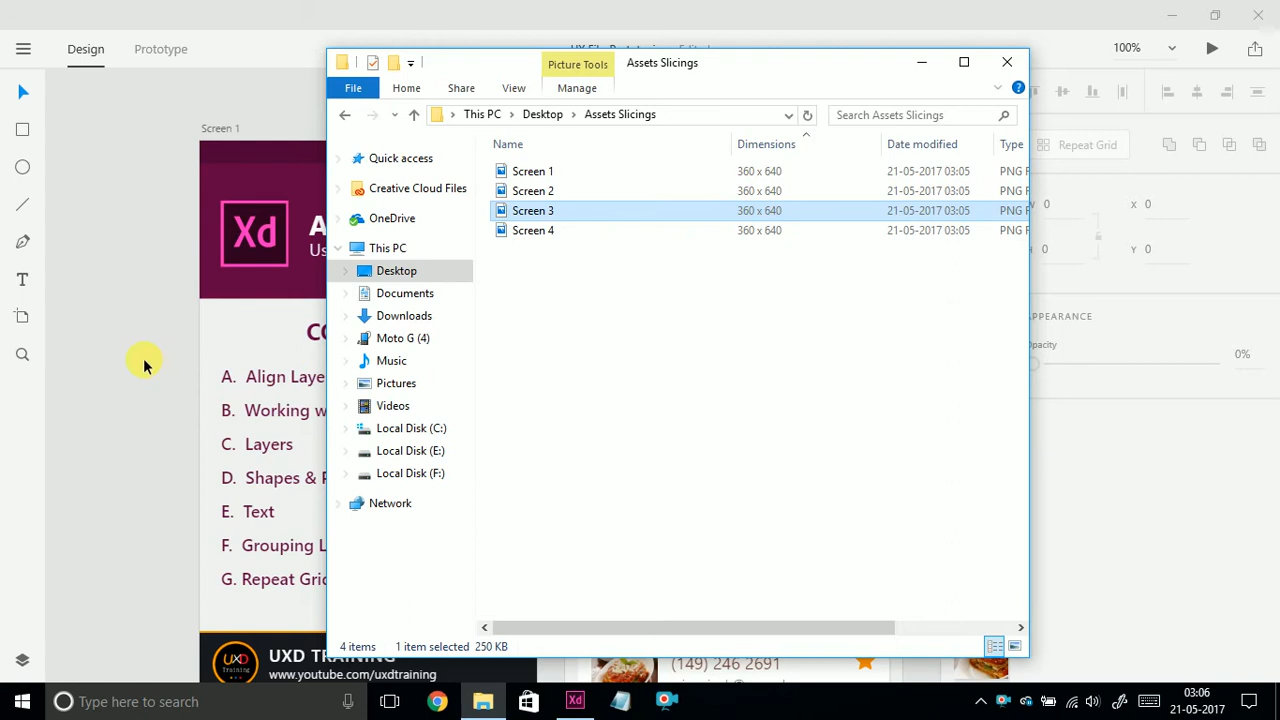 Design
Prototype
100%
Screen 1
Xd
CO
A. Align Laye
B. Working w
C. Layers
D. Shapes &
E. Text
F. Grouping L
G. Repeat Grid
UXD TRAINING
www.youtube.com/uxdtraining
UXD
Training
Picture Tools
Assets Slicings
File
Home
Share
View
Manage
This PC
Desktop
Assets Slicings
Search Assets Slicings
Quick access
Creative Cloud Files
OneDrive
This PC
Desktop
Documents
Downloads
Moto G (4)
Music
Pictures
Videos
Local Disk (C:)
Local Disk (E:)
Local Disk (F:)
Network
Name
Dimensions
Date modified
Type
Screen 1
360 x 640
21-05-2017 03:05
PNG F
Screen 2
360 x 640
21-05-2017 03:05
PNG F
Screen 3
360 x 640
21-05-2017 03:05
PNG F
Screen 4
360 x 640
21-05-2017 03:05
PNG F
4 items
1 item selected 250 KB
Repeat Grid
W 0
X 0
H 0
Y 0
APPEARANCE
Opacity
0%
(149) 246 2691
Type here to search
Xd
03:06
21-05-2017